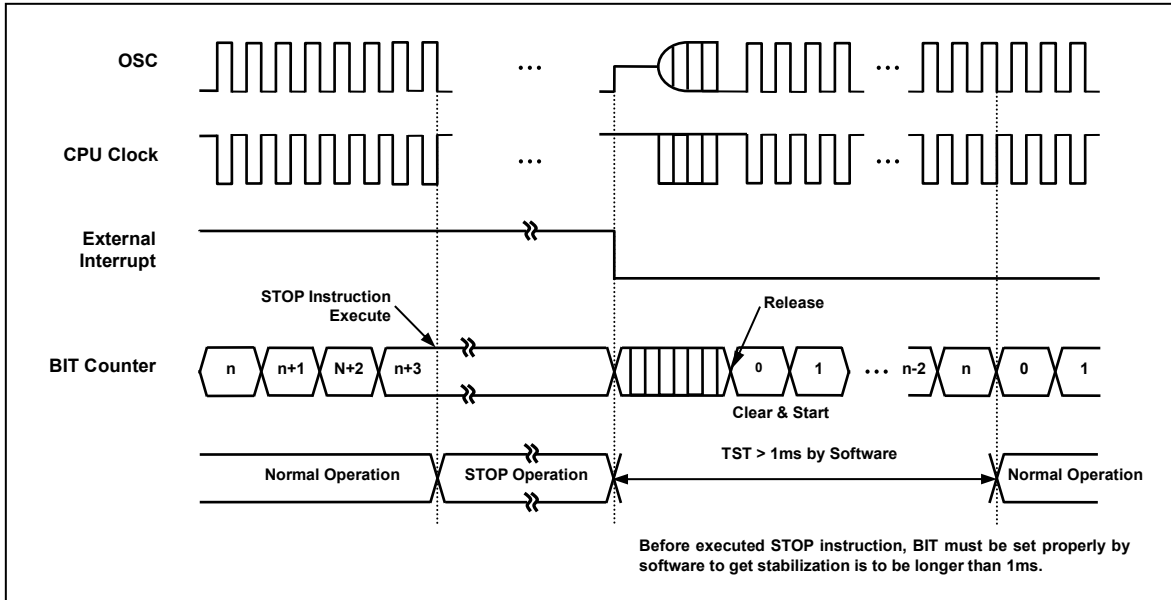 OSC
...
...
CPU Clock
...
...
External
Interrupt
STOP Instruction
Execute
Release
BIT Counter
n
n+1
N+2
n+3
0
1
...
n-2
n
0
1
Clear & Start
Normal Operation
STOP Operation
TST > 1ms by Software
Normal Operation
Before executed STOP instruction, BIT must be set properly by
software to get stabilization is to be longer than 1ms.